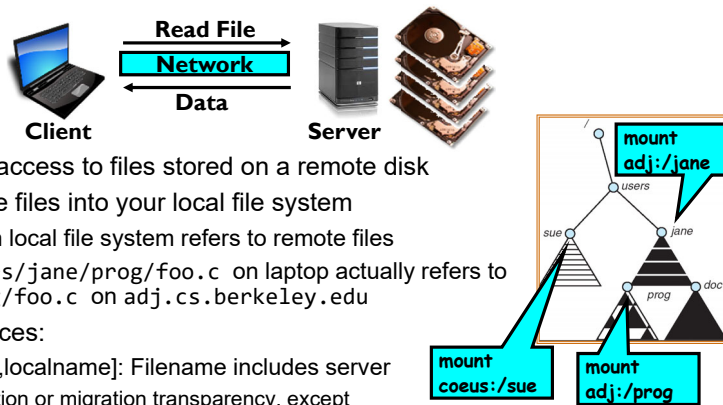 Read File
Network
Data
Client
Server
access to files stored on a remote disk
files into your local file system
local file system refers to remote files
s/jane/prog/foo.c on laptop actually refers to
/foo.c on adj.cs.berkeley.edu
ces:
,localname]: Filename includes server
tion or migration transparency, except
/
users
sue
jane
prog
doc
mount
adj:/jane
mount
coeus:/sue
mount
adj:/prog